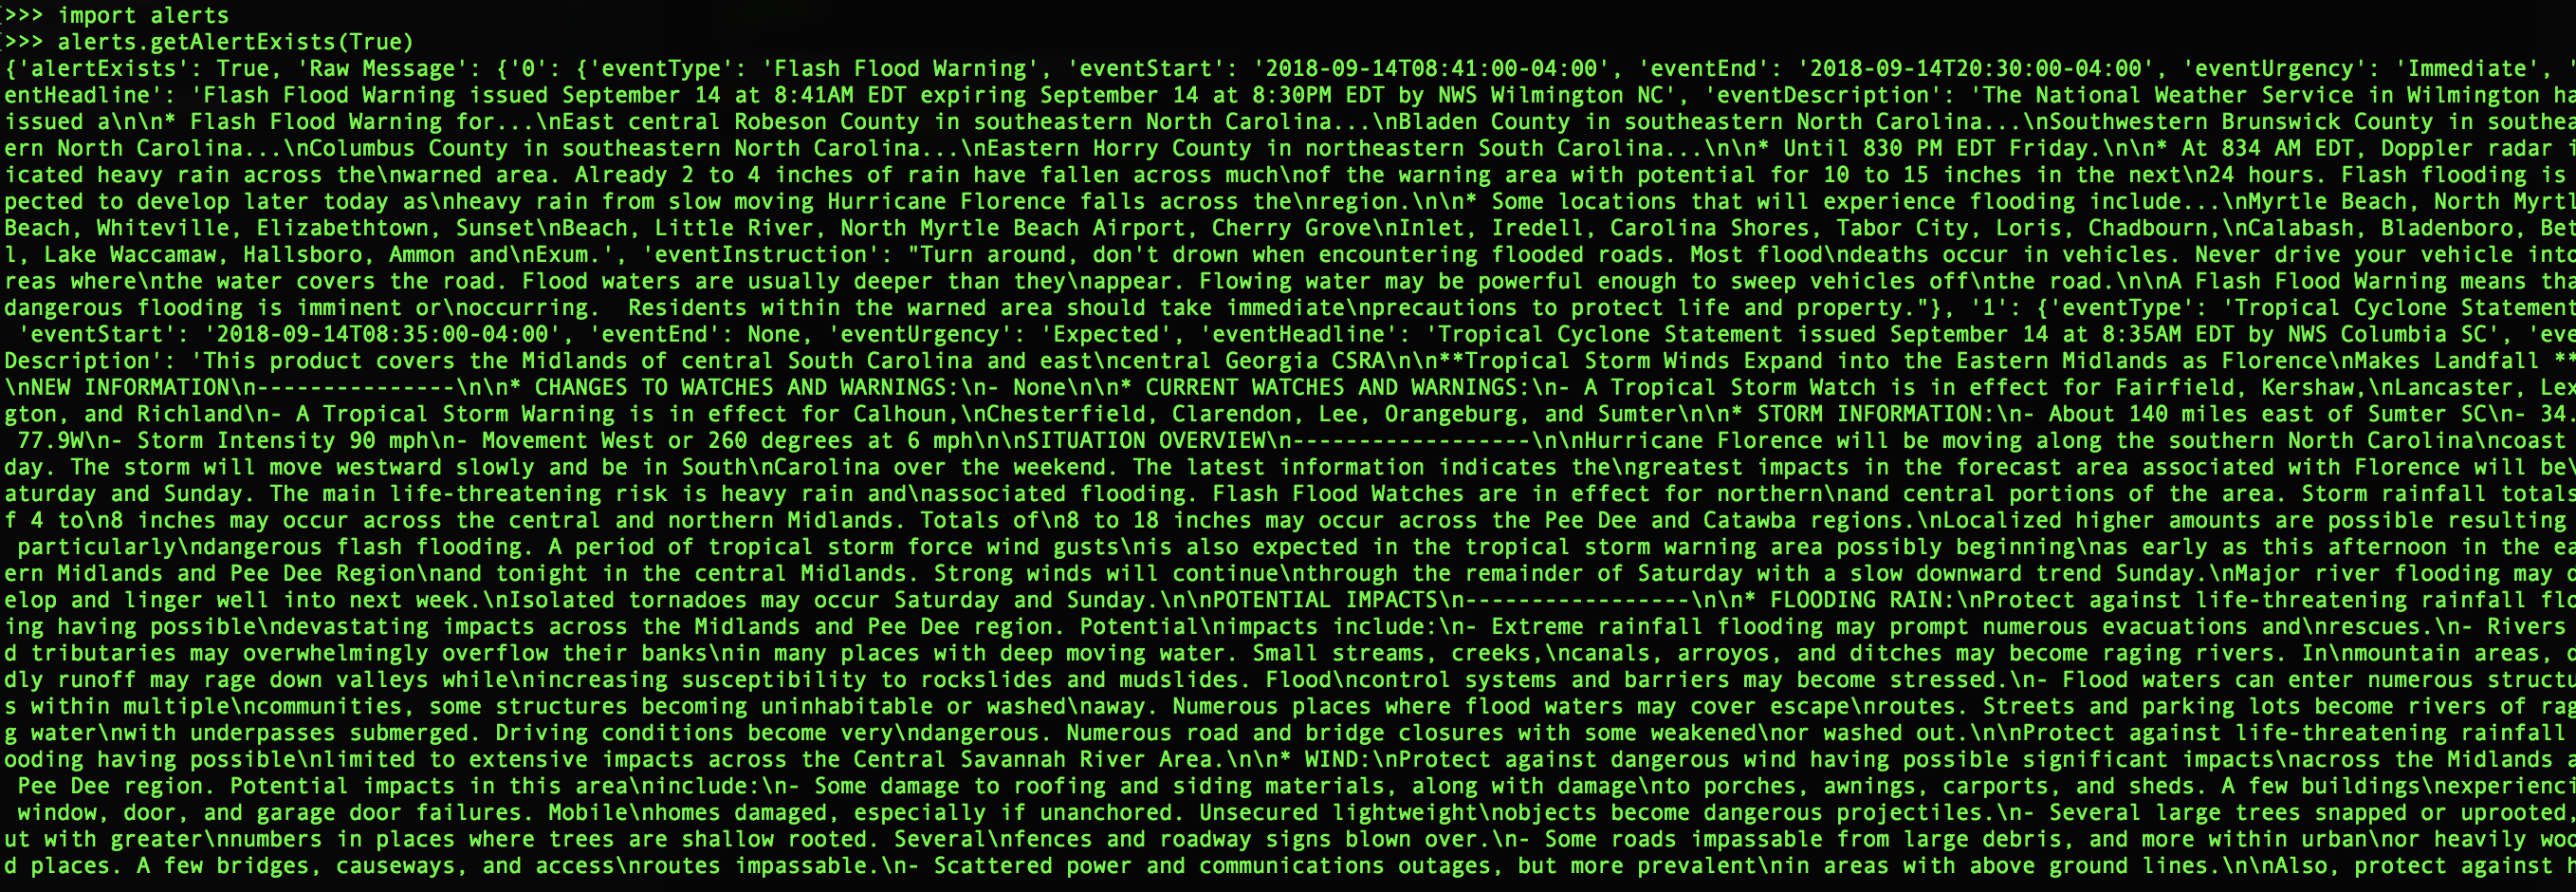 >>> import alerts
>>> alerts.getAlertExists(True)
{'alertExists': True, 'Raw Message': {'0': {'eventType': 'Flash Flood Warning', 'eventStart': '2018-09-14T08:41:00-04:00', 'eventEnd': '2018-09-14T20:30:00-04:00', 'eventUrgency': 'Immediate', '
entHeadline': 'Flash Flood Warning issued September 14 at 8:41AM EDT expiring September 14 at 8:30PM EDT by NWS Wilmington NC', 'eventDescription': 'The National Weather Service in Wilmington ha
issued a\n\n* Flash Flood Warning for...\nEast central Robeson County in southeastern North Carolina...\nBladen County in southeastern North Carolina...\nSouthwestern Brunswick County in southea
ern North Carolina...\nColumbus County in southeastern North Carolina...\nEastern Horry County in northeastern South Carolina...\n\n* Until 830 PM EDT Friday.\n\n* At 834 AM EDT, Doppler radar i
icated heavy rain across the\nwarned area. Already 2 to 4 inches of rain have fallen across much\nof the warning area with potential for 10 to 15 inches in the next\n24 hours. Flash flooding is
pected to develop later today as\nheavy rain from slow moving Hurricane Florence falls across the\nregion.\n\n* Some locations that will experience flooding include...\nMyrtle Beach, North Myrtl
Beach, Whiteville, Elizabethtown, Sunset\nBeach, Little River, North Myrtle Beach Airport, Cherry Grove\nInlet, Iredell, Carolina Shores, Tabor City, Loris, Chadbourn,\nCalabash, Bladenboro, Bet
l, Lake Waccamaw, Hallsboro, Ammon and\nExum.', 'eventInstruction': "Turn around, don't drown when encountering flooded roads. Most flood\ndeaths occur in vehicles. Never drive your vehicle into
reas where\nthe water covers the road. Flood waters are usually deeper than they\nappear. Flowing water may be powerful enough to sweep vehicles off\nthe road.\n\nA Flash Flood Warning means tha
dangerous flooding is imminent or\noccurring.  Residents within the warned area should take immediate\nprecautions to protect life and property."}, '1': {'eventType': 'Tropical Cyclone Statement
'eventStart': '2018-09-14T08:35:00-04:00', 'eventEnd': None, 'eventUrgency': 'Expected', 'eventHeadline': 'Tropical Cyclone Statement issued September 14 at 8:35AM EDT by NWS Columbia SC', 'eve
Description': 'This product covers the Midlands of central South Carolina and east\ncentral Georgia CSRA\n\n**Tropical Storm Winds Expand into the Eastern Midlands as Florence\nMakes Landfall **
\nNEW INFORMATION\n---------------\n\n* CHANGES TO WATCHES AND WARNINGS:\n- None\n\n* CURRENT WATCHES AND WARNINGS:\n- A Tropical Storm Watch is in effect for Fairfield, Kershaw,\nLancaster, Lex
gton, and Richland\n- A Tropical Storm Warning is in effect for Calhoun,\nChesterfield, Clarendon, Lee, Orangeburg, and Sumter\n\n* STORM INFORMATION:\n- About 140 miles east of Sumter SC\n- 34.
77.9W\n- Storm Intensity 90 mph\n- Movement West or 260 degrees at 6 mph\n\nSITUATION OVERVIEW\n------------------\n\nHurricane Florence will be moving along the southern North Carolina\ncoast
day. The storm will move westward slowly and be in South\nCarolina over the weekend. The latest information indicates the\ngreatest impacts in the forecast area associated with Florence will be\
aturday and Sunday. The main life-threatening risk is heavy rain and\nassociated flooding. Flash Flood Watches are in effect for northern\nand central portions of the area. Storm rainfall totals
f 4 to\n8 inches may occur across the central and northern Midlands. Totals of\n8 to 18 inches may occur across the Pee Dee and Catawba regions.\nLocalized higher amounts are possible resulting
particularly\ndangerous flash flooding. A period of tropical storm force wind gusts\nis also expected in the tropical storm warning area possibly beginning\nas early as this afternoon in the ea
ern Midlands and Pee Dee Region\nand tonight in the central Midlands. Strong winds will continue\nthrough the remainder of Saturday with a slow downward trend Sunday.\nMajor river flooding may d
elop and linger well into next week.\nIsolated tornadoes may occur Saturday and Sunday.\n\nPOTENTIAL IMPACTS\n-----------------\n\n* FLOODING RAIN:\nProtect against life-threatening rainfall flo
ing having possible\ndevastating impacts across the Midlands and Pee Dee region. Potential\nimpacts include:\n- Extreme rainfall flooding may prompt numerous evacuations and\nrescues.\n- Rivers
d tributaries may overwhelmingly overflow their banks\nin many places with deep moving water. Small streams, creeks,\ncanals, arroyos, and ditches may become raging rivers. In\nmountain areas, d
dly runoff may rage down valleys while\nincreasing susceptibility to rockslides and mudslides. Flood\ncontrol systems and barriers may become stressed.\n- Flood waters can enter numerous structu
s within multiple\ncommunities, some structures becoming uninhabitable or washed\naway. Numerous places where flood waters may cover escape\nroutes. Streets and parking lots become rivers of rag
g water\nwith underpasses submerged. Driving conditions become very\ndangerous. Numerous road and bridge closures with some weakened\nor washed out.\n\nProtect against life-threatening rainfall
ooding having possible\nlimited to extensive impacts across the Central Savannah River Area.\n\n* WIND:\nProtect against dangerous wind having possible significant impacts\nacross the Midlands a
Pee Dee region. Potential impacts in this area\ninclude:\n- Some damage to roofing and siding materials, along with damage\nto porches, awnings, carports, and sheds. A few buildings\nexperienci
window, door, and garage door failures. Mobile\nhomes damaged, especially if unanchored. Unsecured lightweight\nobjects become dangerous projectiles.\n- Several large trees snapped or uprooted,
ut with greater\nnumbers in places where trees are shallow rooted. Several\nfences and roadway signs blown over.\n- Some roads impassable from large debris, and more within urban\nor heavily woo
d places. A few bridges, causeways, and access\nroutes impassable.\n- Scattered power and communications outages, but more prevalent\nin areas with above ground lines.\n\nAlso, protect against h